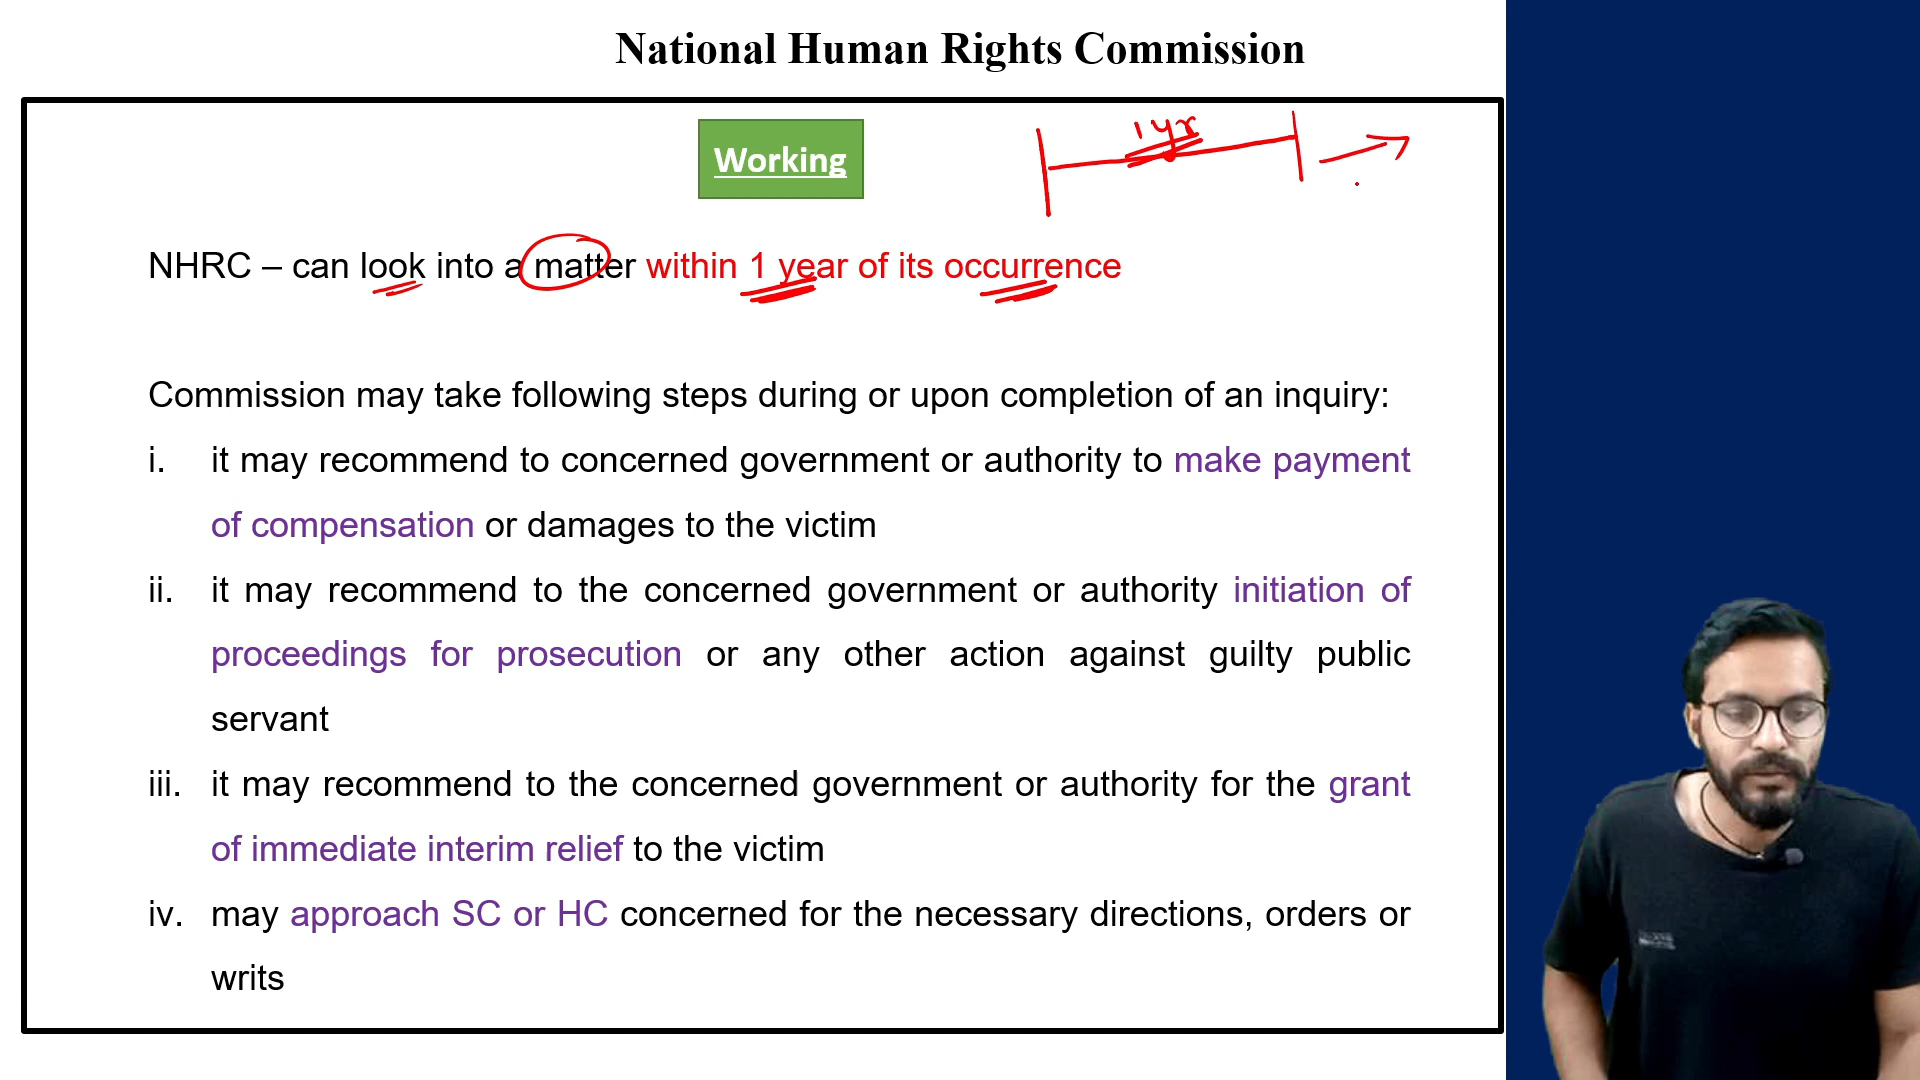 National Human Rights Commission
Working
1 yr
NHRC – can look into a matter within 1 year of its occurrence
Commission may take following steps during or upon completion of an inquiry:
i. it may recommend to concerned government or authority to make payment
of compensation or damages to the victim
ii. it may recommend to the concerned government or authority initiation of
proceedings for prosecution or any other action against guilty public
servant
iii. it may recommend to the concerned government or authority for the grant
of immediate interim relief to the victim
iv. may approach SC or HC concerned for the necessary directions, orders or
writs